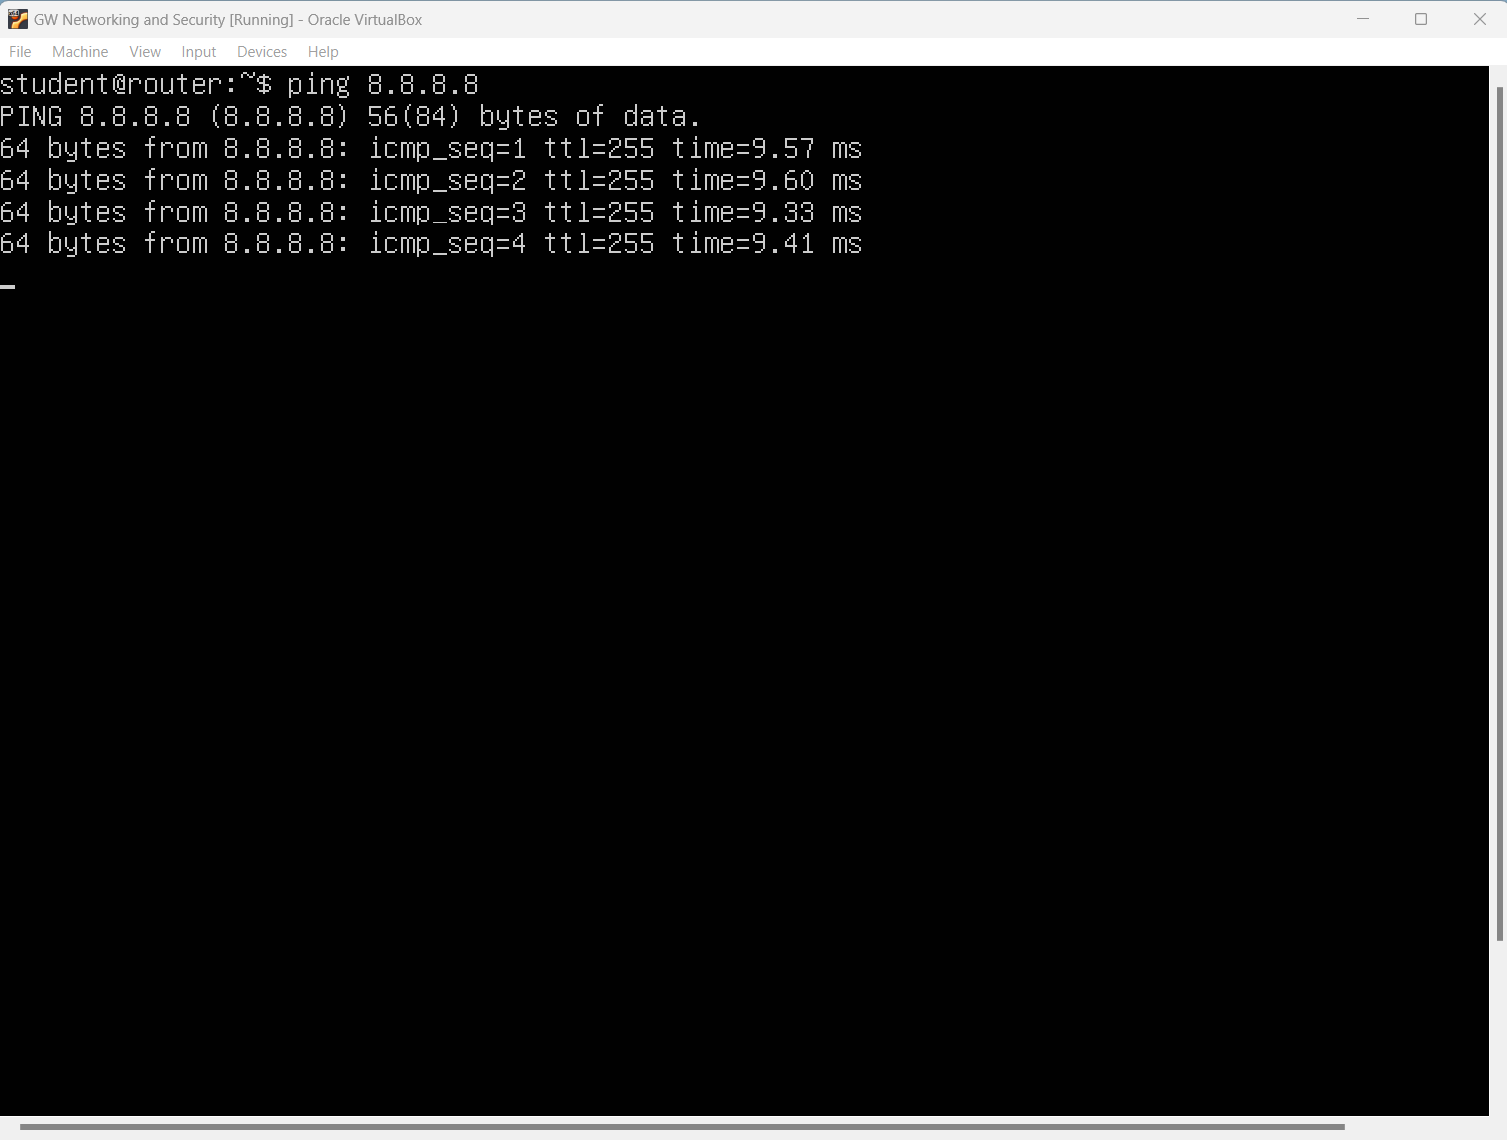 GW Networking and Security [Running] - Oracle VirtualBox
File Machine View Input Devices Help
student@router:~$ ping 8.8.8.8
PING 8.8.8.8 (8.8.8.8) 56(84) bytes of data.
64 bytes from 8.8.8.8: icmp_seq=1 ttl=255 time=9.57 ms
64 bytes from 8.8.8.8: icmp_seq=2 ttl=255 time=9.60 ms
64 bytes from 8.8.8.8: icmp_seq=3 ttl=255 time=9.33 ms
64 bytes from 8.8.8.8: icmp_seq=4 ttl=255 time=9.41 ms